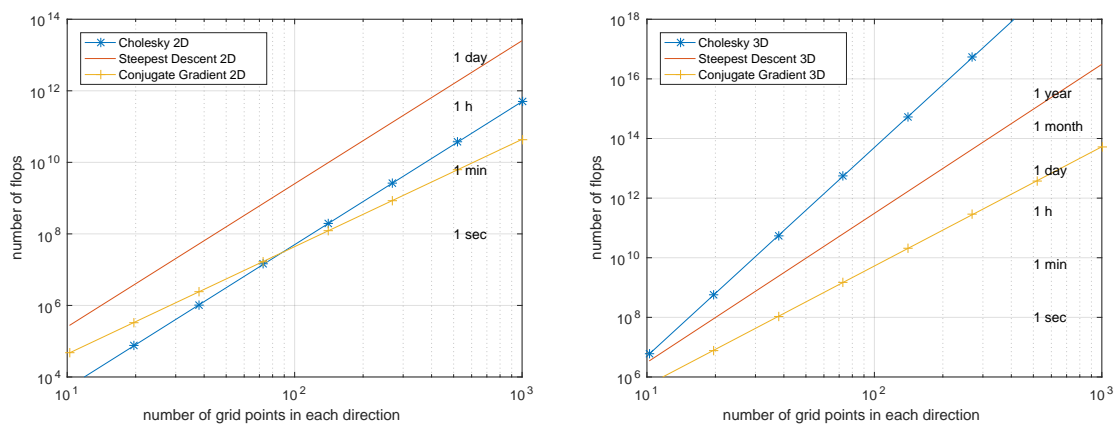 10^14
10^12
10^10
10^8
10^6
10^4
number of flops
Cholesky 2D
Steepest Descent 2D
Conjugate Gradient 2D
1 day
1 h
1 min
1 sec
10^1
10^2
10^3
number of grid points in each direction
10^18
10^16
10^14
10^12
10^10
10^8
10^6
number of flops
Cholesky 3D
Steepest Descent 3D
Conjugate Gradient 3D
1 year
1 month
1 day
1 h
1 min
1 sec
10^1
10^2
10^3
number of grid points in each direction